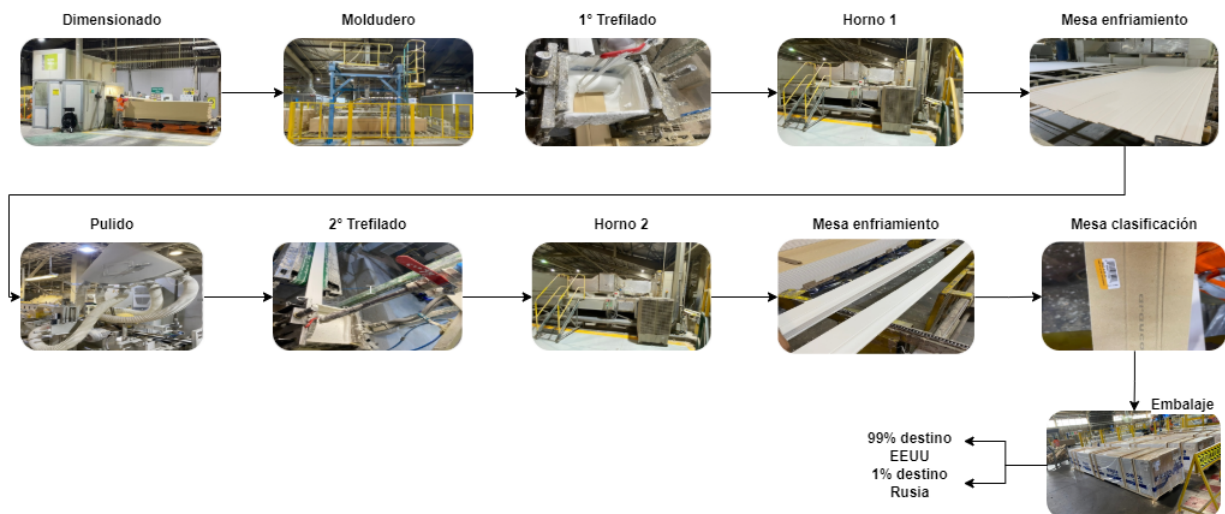 Dimensionado
Moldudero
1° Trefilado
Horno 1
Mesa enfriamiento
Pulido
2° Trefilado
Horno 2
Mesa enfriamiento
Mesa clasificación
Embalaje
99% destino
EEUU
1% destino
Rusia